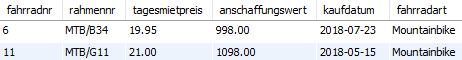 fahrradnr rahmennr tagesmietpreis anschaffungswert kaufdatum fahrradart
6 MTB/B34 19.95 998.00 2018-07-23 Mountainbike
11 MTB/G11 21.00 1098.00 2018-05-15 Mountainbike